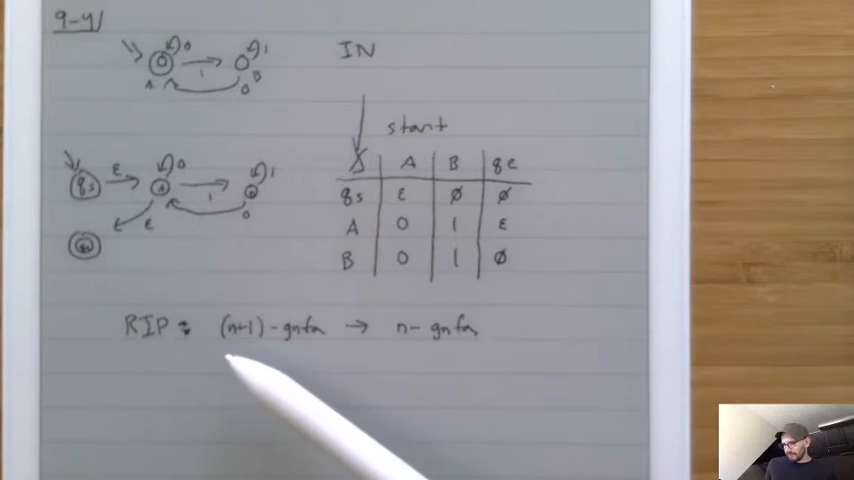 9-4/
0 1
1
A B
0
IN
start
δ A B qe
qs ε A 0 B 1
1
ε 0
qs ε ∅ ∅
A 0 1 ε
B 0 1 ∅
RIP: (n+1)-gnfa → n-gnfa